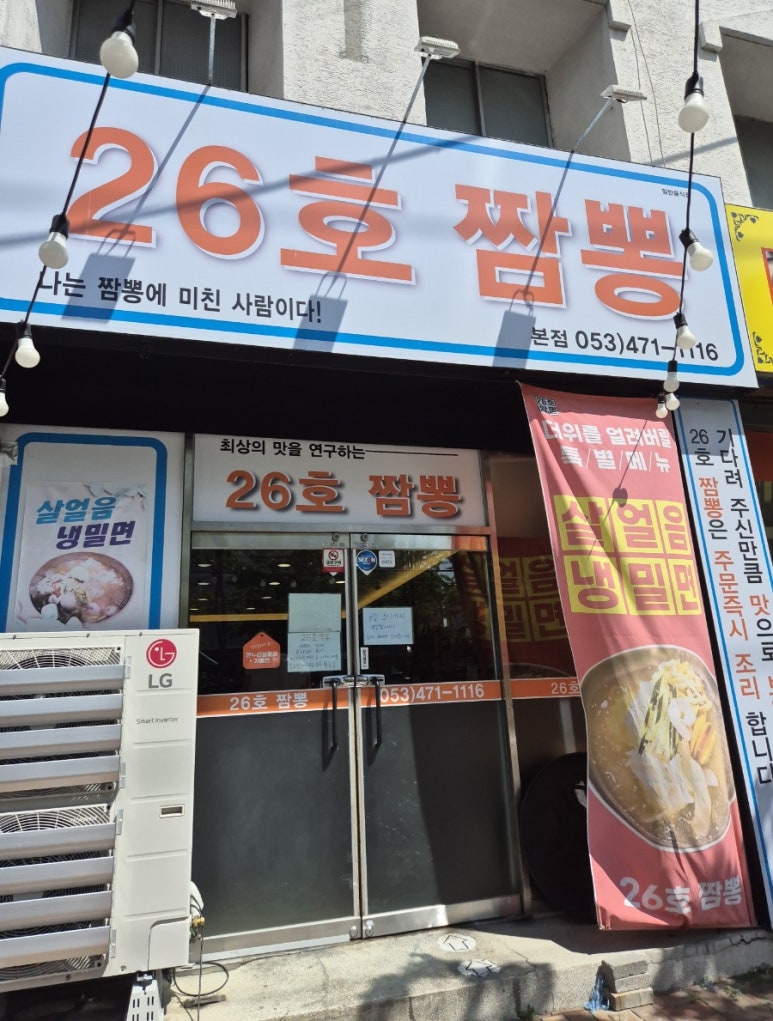 26호 짬뽕
나는 짬뽕에 미친 사람이다!
본점 053)471-1116
최상의 맛을 연구하는
26호 짬뽕
살얼음
냉밀면
LG
Smart Inverter
26호 짬뽕
053)471-1116
26호
더위를 얼려버릴
특/별/메/뉴
살얼음
냉밀면
26호 짬뽕
기다려 주신만큼 맛으로
26호 짬뽕은 주문즉시 조리 합니다